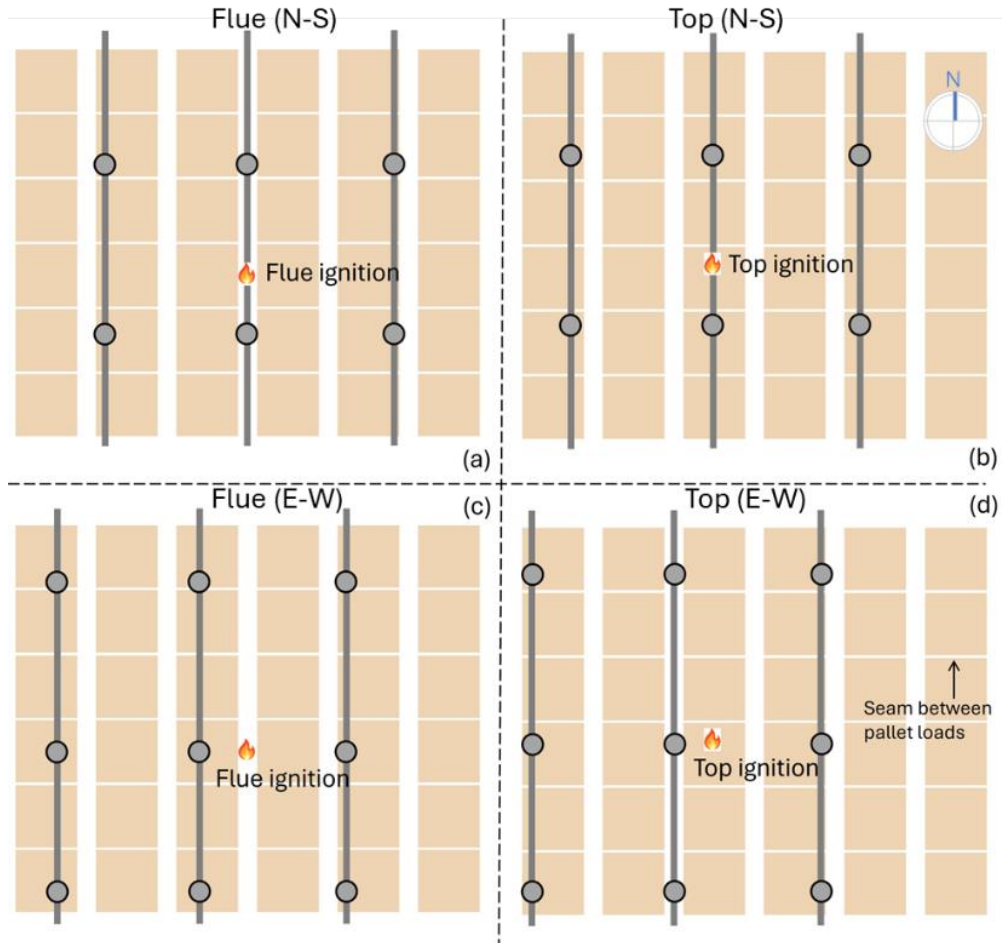 Flue (N-S)
Flue ignition
(a)
Top (N-S)
N
Top ignition
(b)
Flue (E-W)
(c)
Flue ignition
Top (E-W)
(d)
Seam between
pallet loads
Top ignition